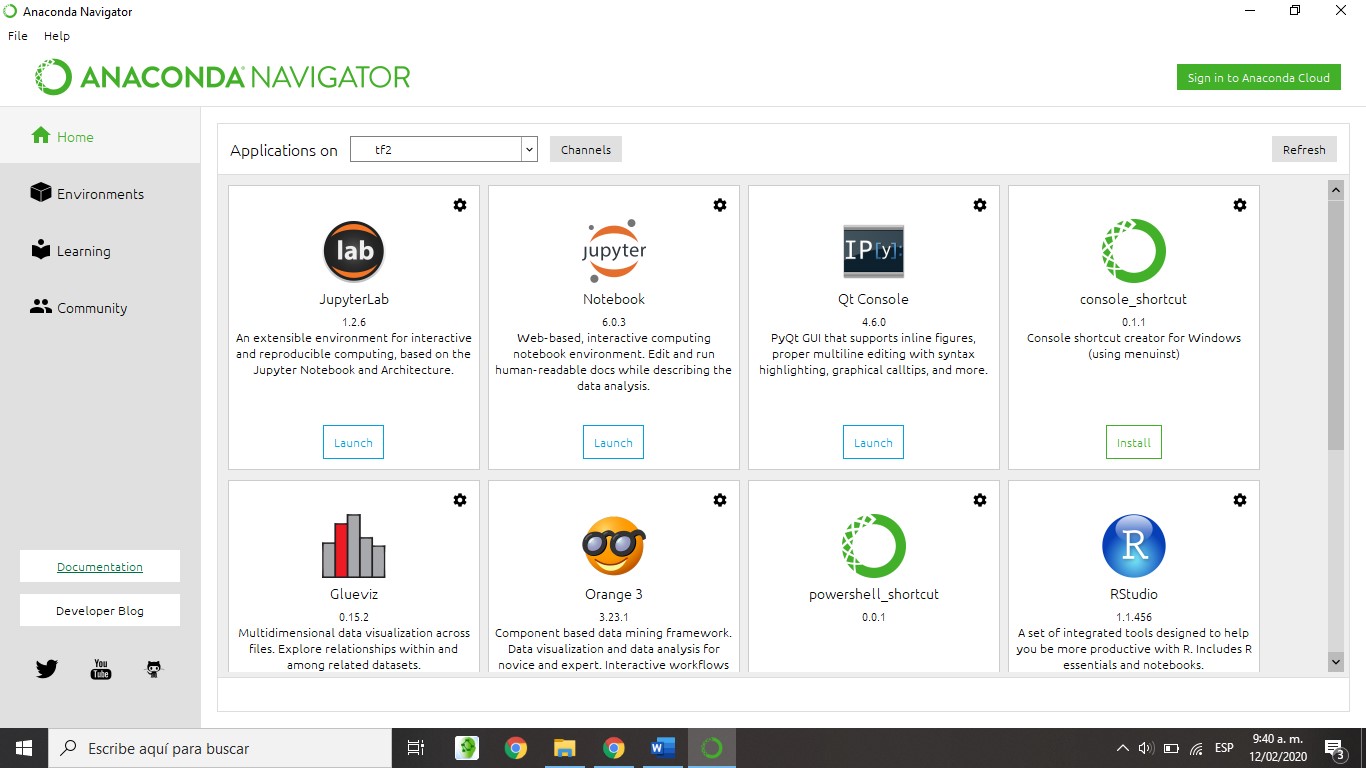 Anaconda Navigator
File Help
ANACONDA NAVIGATOR
Sign in to Anaconda Cloud
Home
Environments
Learning
Community
Documentation
Developer Blog
You
Tube
Applications on
tf2
Channels
Refresh
lab
JupyterLab
1.2.6
An extensible environment for interactive
and reproducible computing, based on the
Jupyter Notebook and Architecture.
Launch
jupyter
Notebook
6.0.3
Web-based, interactive computing
notebook environment. Edit and run
human-readable docs while describing the
data analysis.
Launch
IP[y]:
Qt Console
4.6.0
PyQt GUI that supports inline figures,
proper multiline editing with syntax
highlighting, graphical calltips, and more.
Launch
console_shortcut
0.1.1
Console shortcut creator for Windows
(using menuinst)
Install
Glueviz
0.15.2
Multidimensional data visualization across
files. Explore relationships within and
among related datasets.
Orange 3
3.23.1
Component based data mining framework.
Data visualization and data analysis for
novice and expert. Interactive workflows
powershell_shortcut
0.0.1
R
RStudio
1.1.456
A set of integrated tools designed to help
you be more productive with R. Includes R
essentials and notebooks.
Escribe aquí para buscar
W
ESP
9:40 a. m.
12/02/2020
3